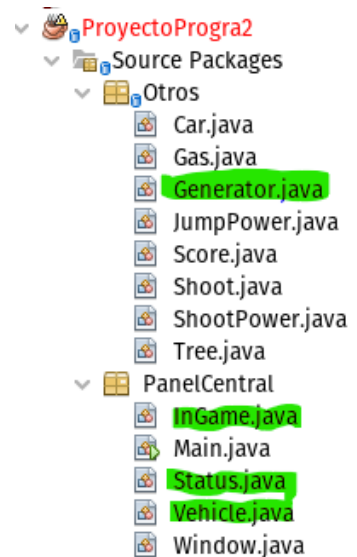 ProyectoProgra2
Source Packages
Otros
Car.java
Gas.java
Generator.java
JumpPower.java
Score.java
Shoot.java
ShootPower.java
Tree.java
PanelCentral
InGame.java
Main.java
Status.java
Vehicle.java
Window.java